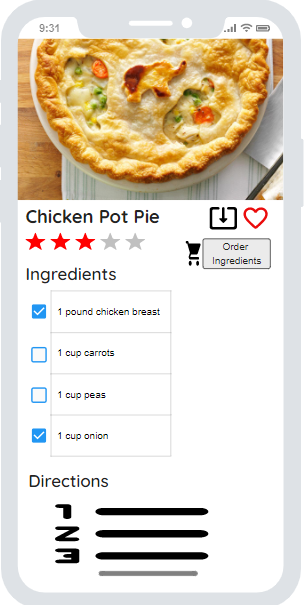 9:31
Chicken Pot Pie
Order
Ingredients
Ingredients
1 pound chicken breast
1 cup carrots
1 cup peas
1 cup onion
Directions
1
2
3